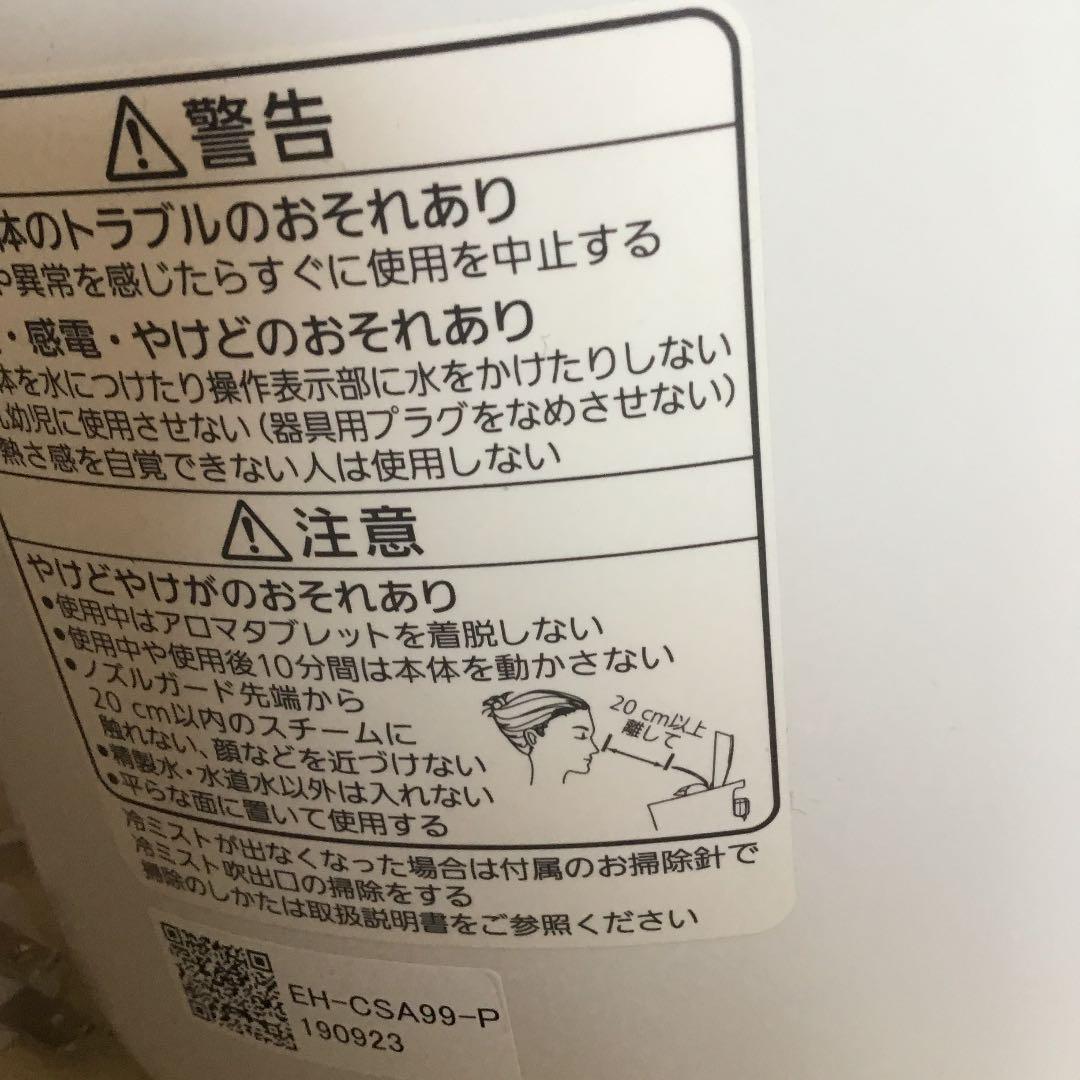 警告
体のトラブルのおそれあり
や異常を感じたらすぐに使用を中止する
・感電・やけどのおそれあり
体を水につけたり操作表示部に水をかけたりしない
幼児に使用させない（器具用プラグをなめさせない）
熱さ感を自覚できない人は使用しない
注意
やけどやけがのおそれあり
・使用中はアロマタブレットを着脱しない
・使用中や使用後10分間は本体を動かさない
・ノズルガード先端から
20 cm以内のスチームに
触れない、顔などを近づけない
20 cm以上
離して
・精製水・水道水以外は入れない
・平らな面に置いて使用する
冷ミストが出なくなった場合は付属のお掃除針で
冷ミスト吹出口の掃除をする
掃除のしかたは取扱説明書をご参照ください
EH-CSA99-P
190923